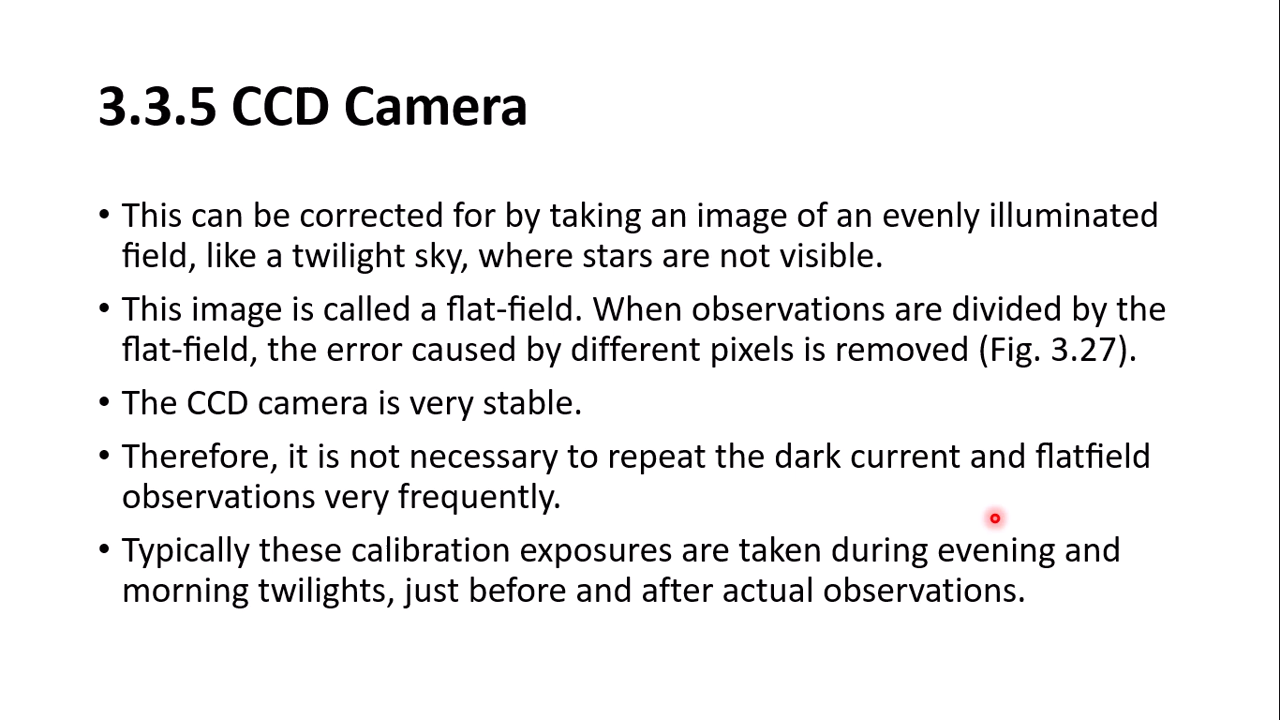 3.3.5 CCD Camera
• This can be corrected for by taking an image of an evenly illuminated
field, like a twilight sky, where stars are not visible.
• This image is called a flat-field. When observations are divided by the
flat-field, the error caused by different pixels is removed (Fig. 3.27).
• The CCD camera is very stable.
• Therefore, it is not necessary to repeat the dark current and flatfield
observations very frequently.
• Typically these calibration exposures are taken during evening and
morning twilights, just before and after actual observations.